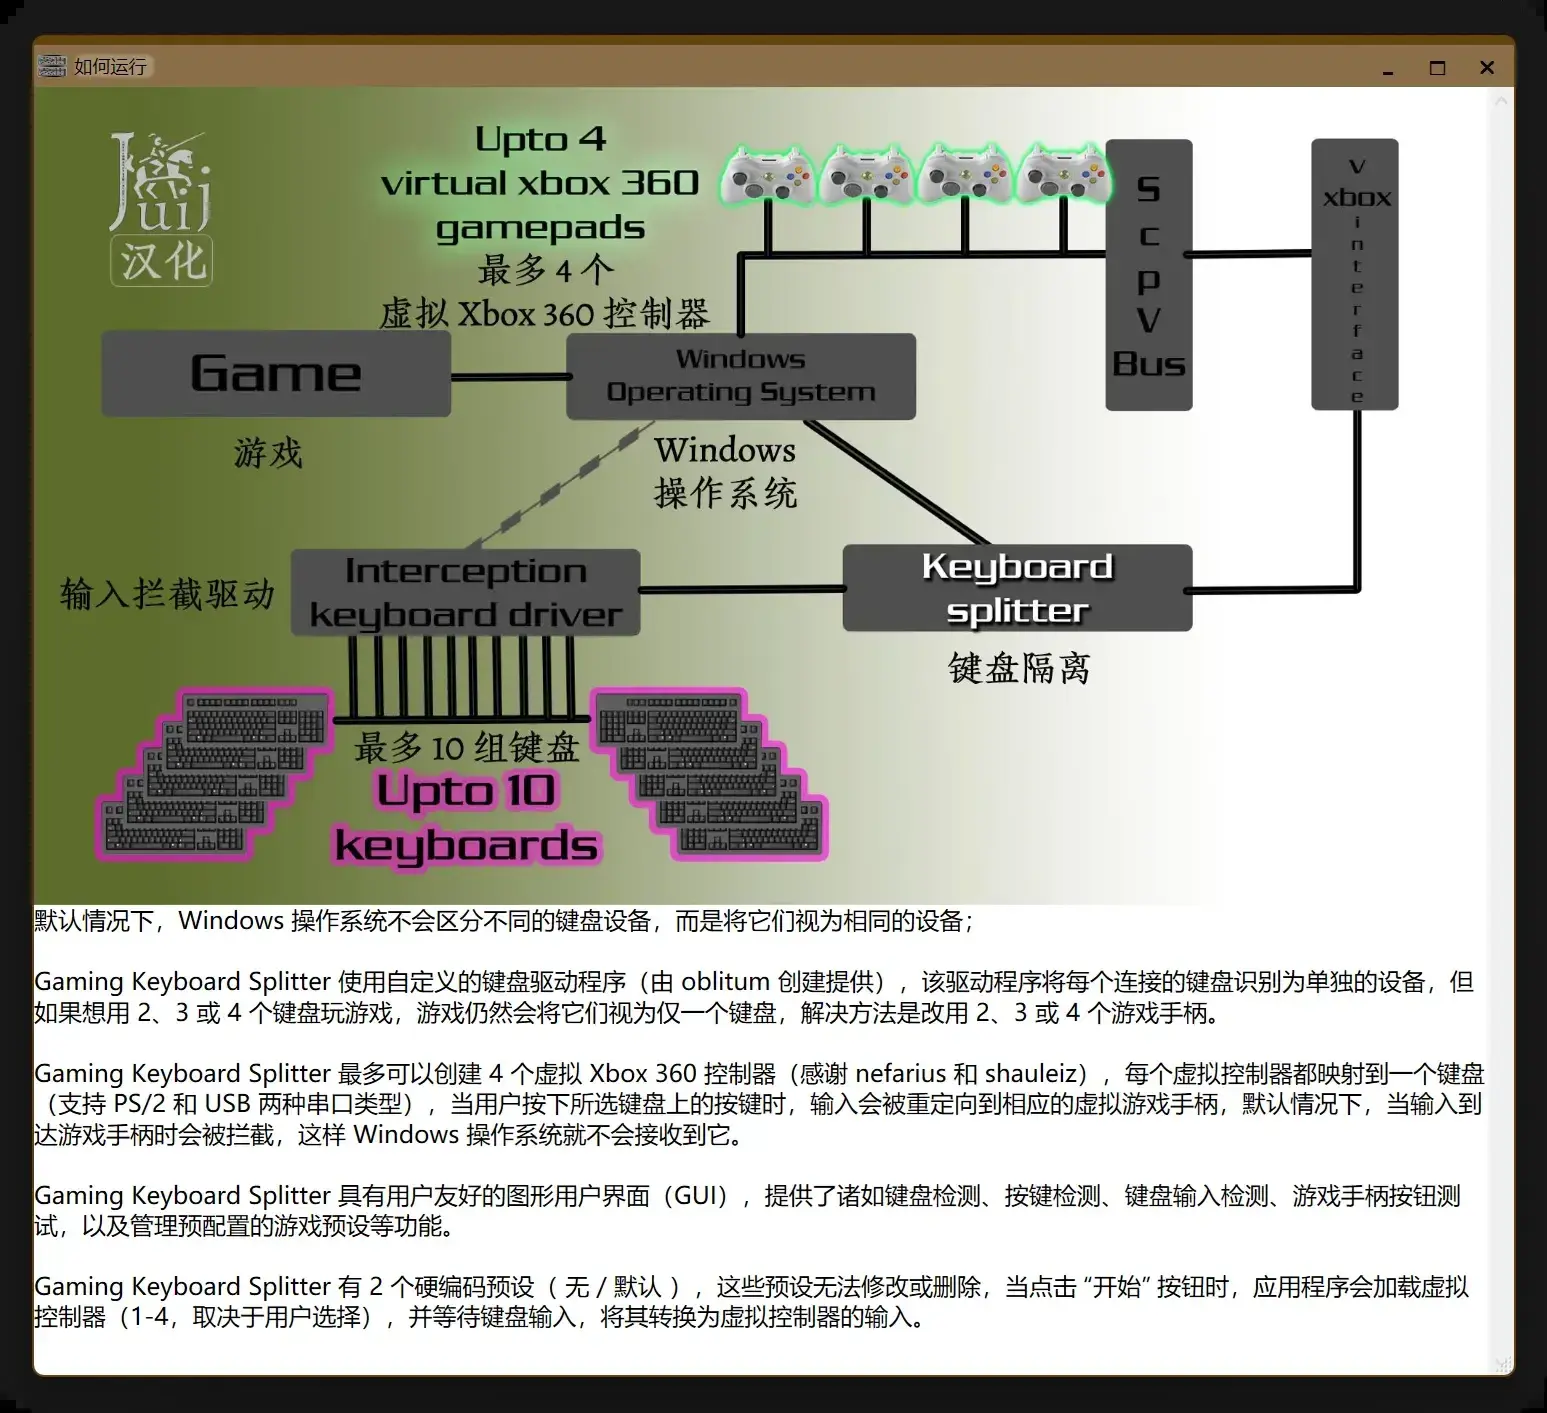 如何运行
Juij
汉化
Upto 4
virtual xbox 360
gamepads
最多 4 个
虚拟 Xbox 360 控制器
S
c
p
V
Bus
v
xbox
i
n
t
e
r
f
a
c
e
Game
游戏
Windows
Operating System
Windows
操作系统
输入拦截驱动
Interception
keyboard driver
Keyboard
splitter
键盘隔离
最多 10 组键盘
Upto 10
keyboards
默认情况下，Windows 操作系统不会区分不同的键盘设备，而是将它们视为相同的设备；
Gaming Keyboard Splitter 使用自定义的键盘驱动程序（由 oblitum 创建提供），该驱动程序将每个连接的键盘识别为单独的设备，但
如果想用 2、3 或 4 个键盘玩游戏，游戏仍然会将它们视为仅一个键盘，解决方法是改用 2、3 或 4 个游戏手柄。
Gaming Keyboard Splitter 最多可以创建 4 个虚拟 Xbox 360 控制器（感谢 nefarius 和 shauleiz），每个虚拟控制器都映射到一个键盘
（支持 PS/2 和 USB 两种串口类型），当用户按下所选键盘上的按键时，输入会被重定向到相应的虚拟游戏手柄，默认情况下，当输入到
达游戏手柄时会被拦截，这样 Windows 操作系统就不会接收到它。
Gaming Keyboard Splitter 具有用户友好的图形用户界面（GUI），提供了诸如键盘检测、按键检测、键盘输入检测、游戏手柄按钮测
试，以及管理预配置的游戏预设等功能。
Gaming Keyboard Splitter 有 2 个硬编码预设（ 无 / 默认 ），这些预设无法修改或删除，当点击 “开始” 按钮时，应用程序会加载虚拟
控制器（1-4，取决于用户选择），并等待键盘输入，将其转换为虚拟控制器的输入。